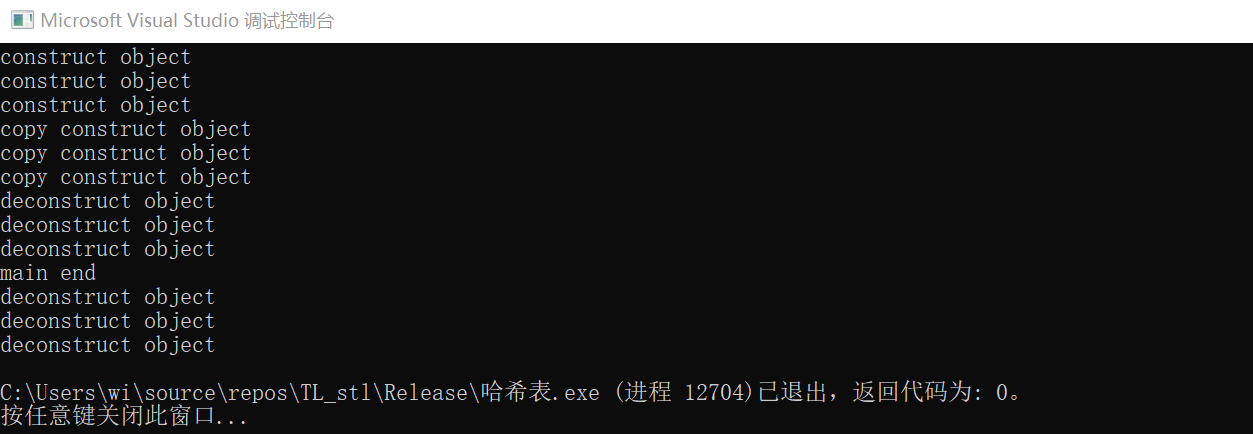 Microsoft Visual Studio 调试控制台
construct object
construct object
construct object
copy construct object
copy construct object
copy construct object
deconstruct object
deconstruct object
deconstruct object
main end
deconstruct object
deconstruct object
deconstruct object
C:\Users\wi\source\repos\TL_stl\Release\哈希表.exe (进程 12704)已退出，返回代码为: 0。
按任意键关闭此窗口...